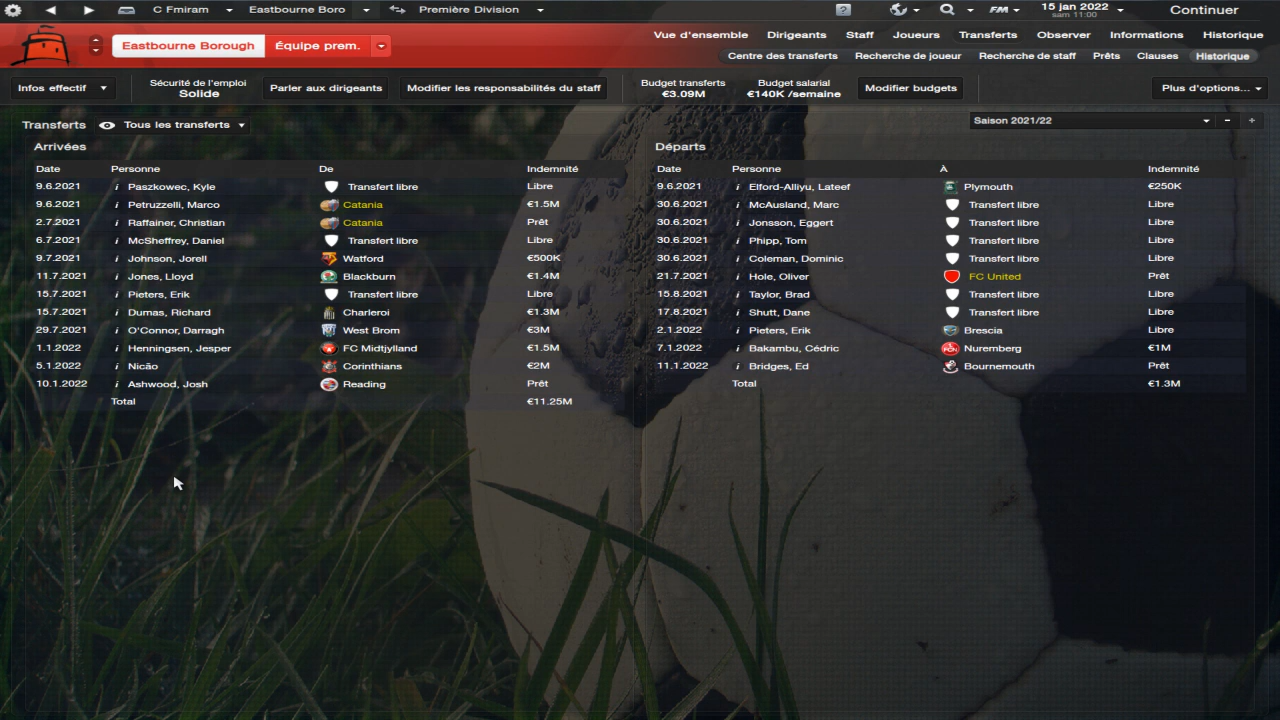 C Fmiram Eastbourne Boro Première Division ? FM 15 jan 2022 Continuer
sam 11:00
Eastbourne Borough Équipe prem.
Vue d'ensemble Dirigeants Staff Joueurs Transferts Observer Informations Historique
Centre des transferts Recherche de joueur Recherche de staff Prêts Clauses Historique
Infos effectif Sécurité de l'emploi Parler aux dirigeants Modifier les responsabilités du staff Budget transferts Budget salarial Modifier budgets Plus d'options...
Solide €3.09M €140K /semaine
Transferts Tous les transferts Saison 2021/22 - +
Arrivées
Date Personne De Indemnité
9.6.2021 i Paszkowec, Kyle Transfert libre Libre
9.6.2021 i Petruzzelli, Marco Catania €1.5M
2.7.2021 i Raffainer, Christian Catania Prêt
6.7.2021 i McSheffrey, Daniel Transfert libre Libre
9.7.2021 i Johnson, Jorell Watford €500K
11.7.2021 i Jones, Lloyd Blackburn €1.4M
15.7.2021 i Pieters, Erik Transfert libre Libre
15.7.2021 i Dumas, Richard Charleroi €1.3M
29.7.2021 i O'Connor, Darragh West Brom €3M
1.1.2022 i Henningsen, Jesper FC Midtjylland €1.5M
5.1.2022 i Nicão Corinthians €2M
10.1.2022 i Ashwood, Josh Reading Prêt
Total €11.25M
Départs
Date Personne À Indemnité
9.6.2021 i Elford-Alliyu, Lateef Plymouth €250K
30.6.2021 i McAusland, Marc Transfert libre Libre
30.6.2021 i Jonsson, Eggert Transfert libre Libre
30.6.2021 i Phipp, Tom Transfert libre Libre
30.6.2021 i Coleman, Dominic Transfert libre Libre
21.7.2021 i Hole, Oliver FC United Prêt
15.8.2021 i Taylor, Brad Transfert libre Libre
17.8.2021 i Shutt, Dane Transfert libre Libre
2.1.2022 i Pieters, Erik Brescia Libre
7.1.2022 i Bakambu, Cédric Nuremberg €1M
11.1.2022 i Bridges, Ed Bournemouth Prêt
Total €1.3M